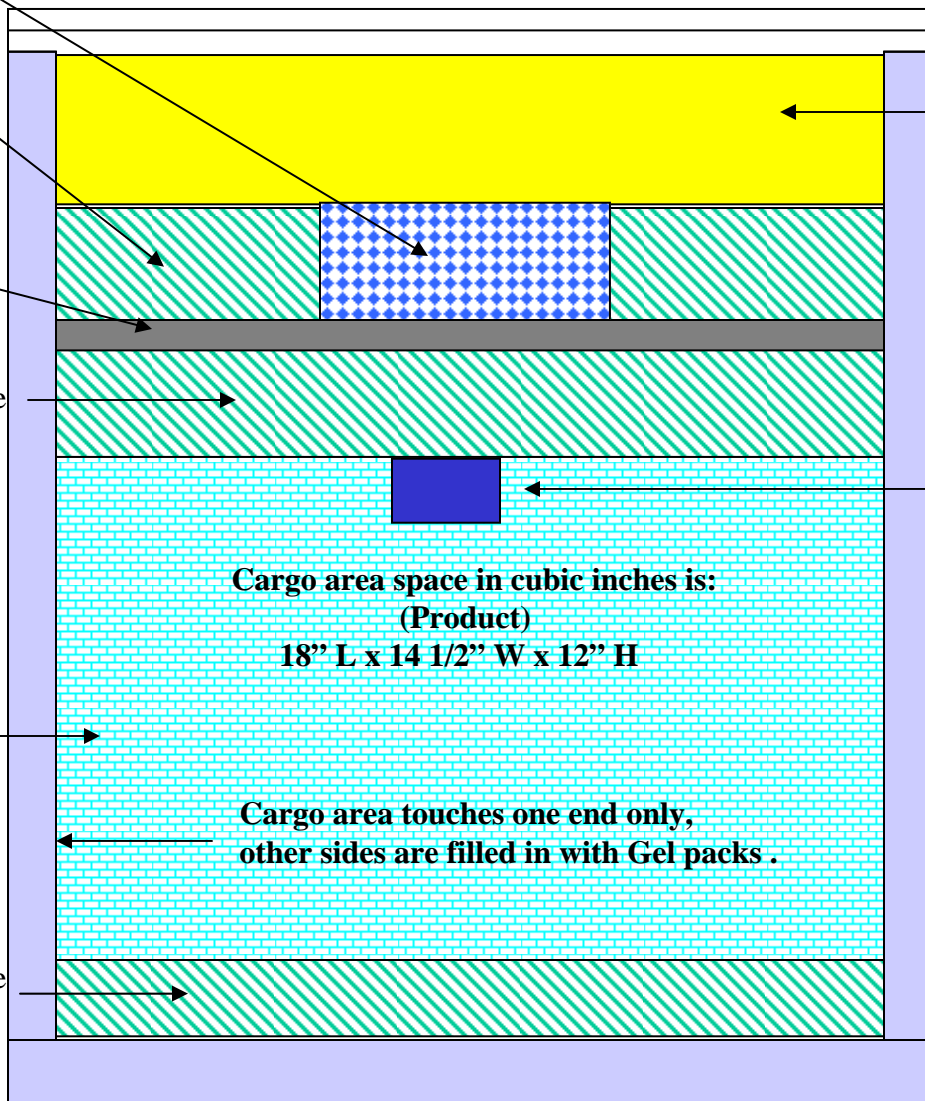 e
Cargo area space in cubic inches is:
(Product)
18” L x 14 1/2” W x 12” H
Cargo area touches one end only,
other sides are filled in with Gel packs .
e